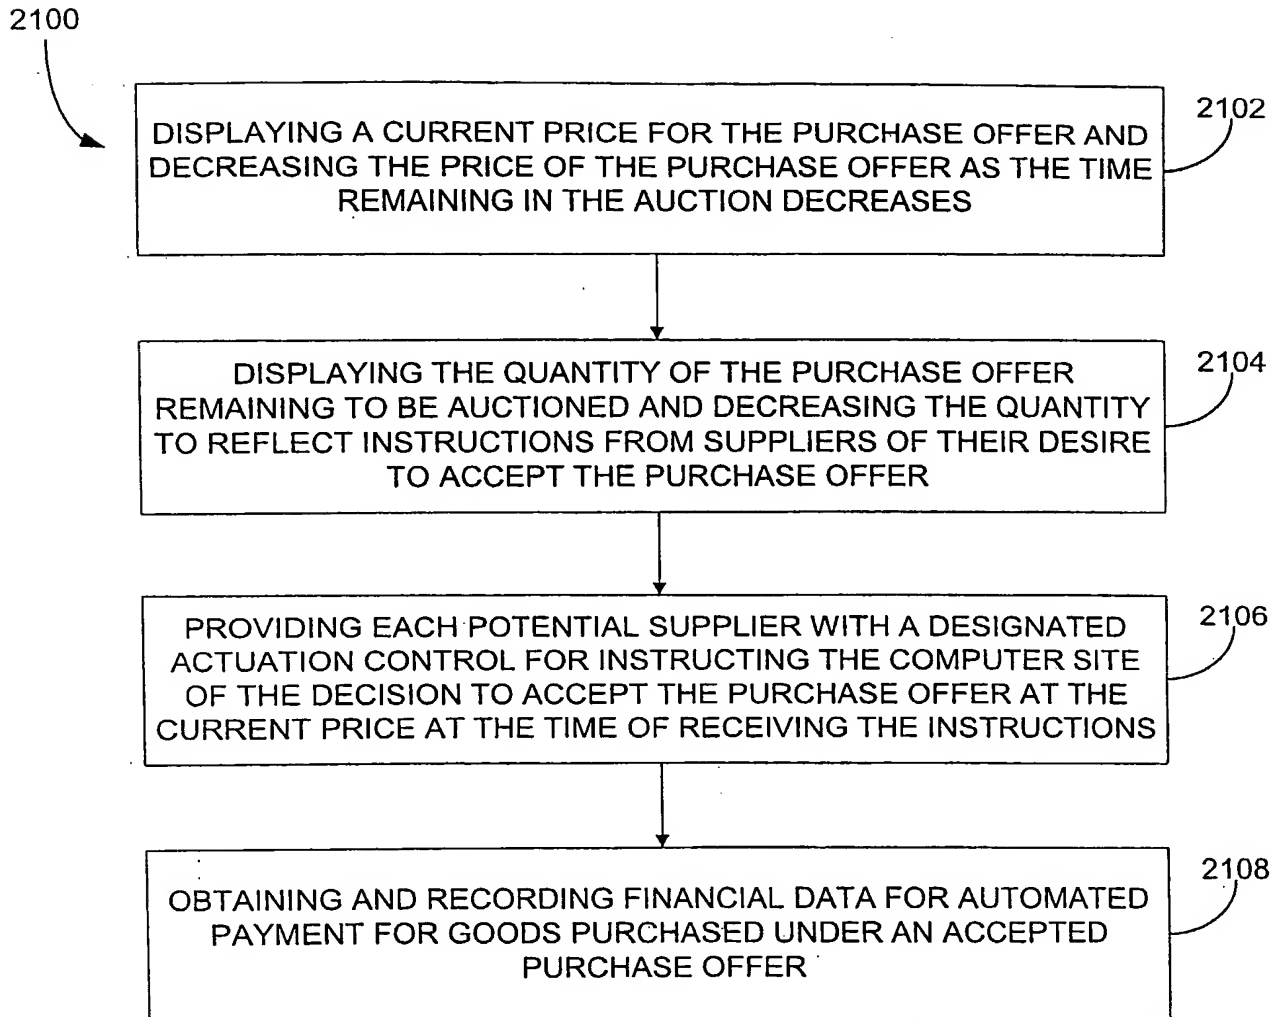 2100
2102
DISPLAYING A CURRENT PRICE FOR THE PURCHASE OFFER AND
DECREASING THE PRICE OF THE PURCHASE OFFER AS THE TIME
REMAINING IN THE AUCTION DECREASES
2104
DISPLAYING THE QUANTITY OF THE PURCHASE OFFER
REMAINING TO BE AUCTIONED AND DECREASING THE QUANTITY
TO REFLECT INSTRUCTIONS FROM SUPPLIERS OF THEIR DESIRE
TO ACCEPT THE PURCHASE OFFER
2106
PROVIDING EACH POTENTIAL SUPPLIER WITH A DESIGNATED
ACTUATION CONTROL FOR INSTRUCTING THE COMPUTER SITE
OF THE DECISION TO ACCEPT THE PURCHASE OFFER AT THE
CURRENT PRICE AT THE TIME OF RECEIVING THE INSTRUCTIONS
2108
OBTAINING AND RECORDING FINANCIAL DATA FOR AUTOMATED
PAYMENT FOR GOODS PURCHASED UNDER AN ACCEPTED
PURCHASE OFFER